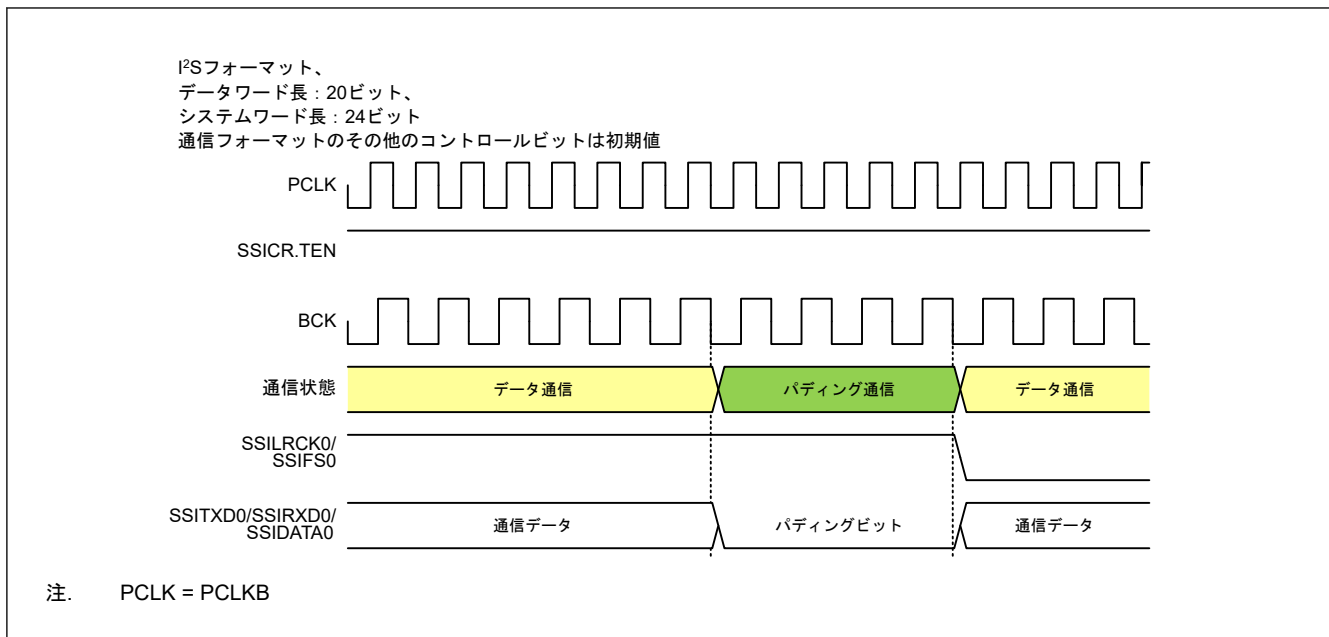 I²Sフォーマット、
データワード長：20ビット、
システムワード長：24ビット
通信フォーマットのその他のコントロールビットは初期値
PCLK
SSICR.TEN
BCK
通信状態
データ通信
パディング通信
データ通信
SSILRCK0/
SSIFS0
SSITXD0/SSIRXD0/
SSIDATA0
通信データ
パディングビット
通信データ
注. PCLK = PCLKB